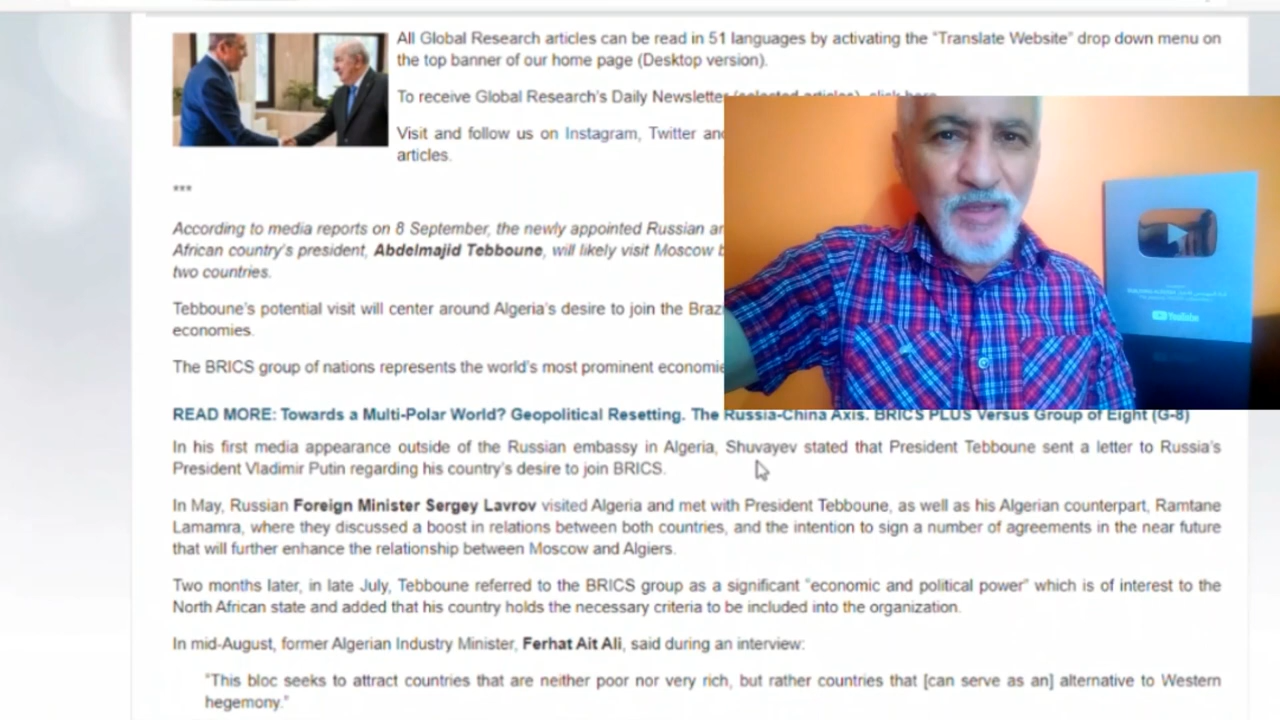 All Global Research articles can be read in 51 languages by activating the "Translate Website" drop down menu on
the top banner of our home page (Desktop version).
To receive Global Research's Daily Newsletter (selected articles), click here.
Visit and follow us on Instagram, Twitter and
articles.
***
According to media reports on 8 September, the newly appointed Russian
African country's president, Abdelmajid Tebboune, will likely visit Moscow
two countries.
Tebboune's potential visit will center around Algeria's desire to join the
economies.
The BRICS group of nations represents the world's most prominent
READ MORE: Towards a Multi-Polar World? Geopolitical Resetting. The Russia-China Axis. BRICS PLUS Versus Group of Eight (G-8)
In his first media appearance outside of the Russian embassy in Algeria, Shuvayev stated that President Tebboune sent a letter to Russia's
President Vladimir Putin regarding his country's desire to join BRICS.
In May, Russian Foreign Minister Sergey Lavrov visited Algeria and met with President Tebboune, as well as his Algerian counterpart, Ramtane
Lamamra, where they discussed a boost in relations between both countries, and the intention to sign a number of agreements in the near future
that will further enhance the relationship between Moscow and Algiers.
Two months later, in late July, Tebboune referred to the BRICS group as a significant "economic and political power" which is of interest to the
North African state and added that his country holds the necessary criteria to be included into the organization.
In mid-August, former Algerian Industry Minister, Ferhat Ait Ali, said during an interview:
"This bloc seeks to attract countries that are neither poor nor very rich, but rather countries that [can serve as an] alternative to Western
hegemony."
YouTube